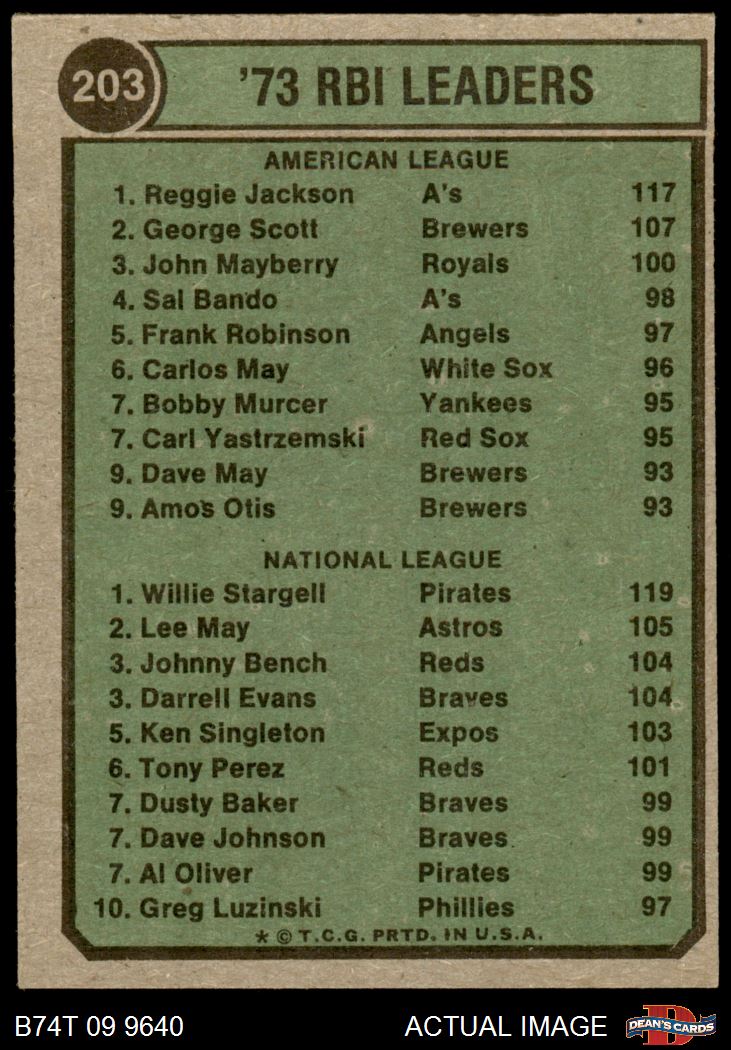 203 '73 RBI LEADERS
AMERICAN LEAGUE
1. Reggie Jackson A's 117
2. George Scott Brewers 107
3. John Mayberry Royals 100
4. Sal Bando A's 98
5. Frank Robinson Angels 97
6. Carlos May White Sox 96
7. Bobby Murcer Yankees 95
7. Carl Yastrzemski Red Sox 95
9. Dave May Brewers 93
9. Amos Otis Brewers 93
NATIONAL LEAGUE
1. Willie Stargell Pirates 119
2. Lee May Astros 105
3. Johnny Bench Reds 104
3. Darrell Evans Braves 104
5. Ken Singleton Expos 103
6. Tony Perez Reds 101
7. Dusty Baker Braves 99
7. Dave Johnson Braves 99
7. Al Oliver Pirates 99
10. Greg Luzinski Phillies 97
* © T.C.G. PRTD. IN U.S.A.
B74T 09 9640 ACTUAL IMAGE D DEAN'S CARDS